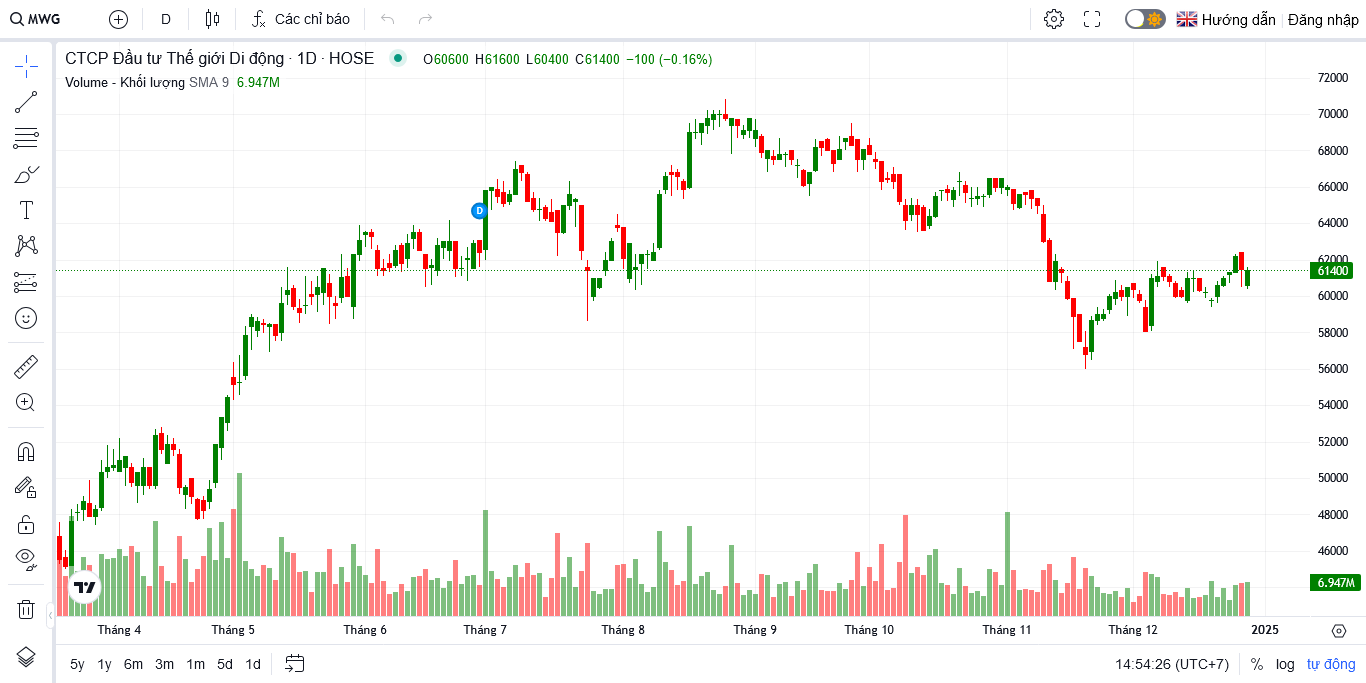 MWG D Các chỉ báo Hướng dẫn Đăng nhập
CTCP Đầu tư Thế giới Di động · 1D · HOSE O60600 H61600 L60400 C61400 −100 (−0.16%)
Volume - Khối lượng SMA 9 6.947M
72000
70000
68000
66000
D
64000
62000
61400
60000
58000
56000
54000
52000
50000
48000
46000
6.947M
Tháng 4 Tháng 5 Tháng 6 Tháng 7 Tháng 8 Tháng 9 Tháng 10 Tháng 11 Tháng 12 2025
5y 1y 6m 3m 1m 5d 1d 14:54:26 (UTC+7) % log tự động